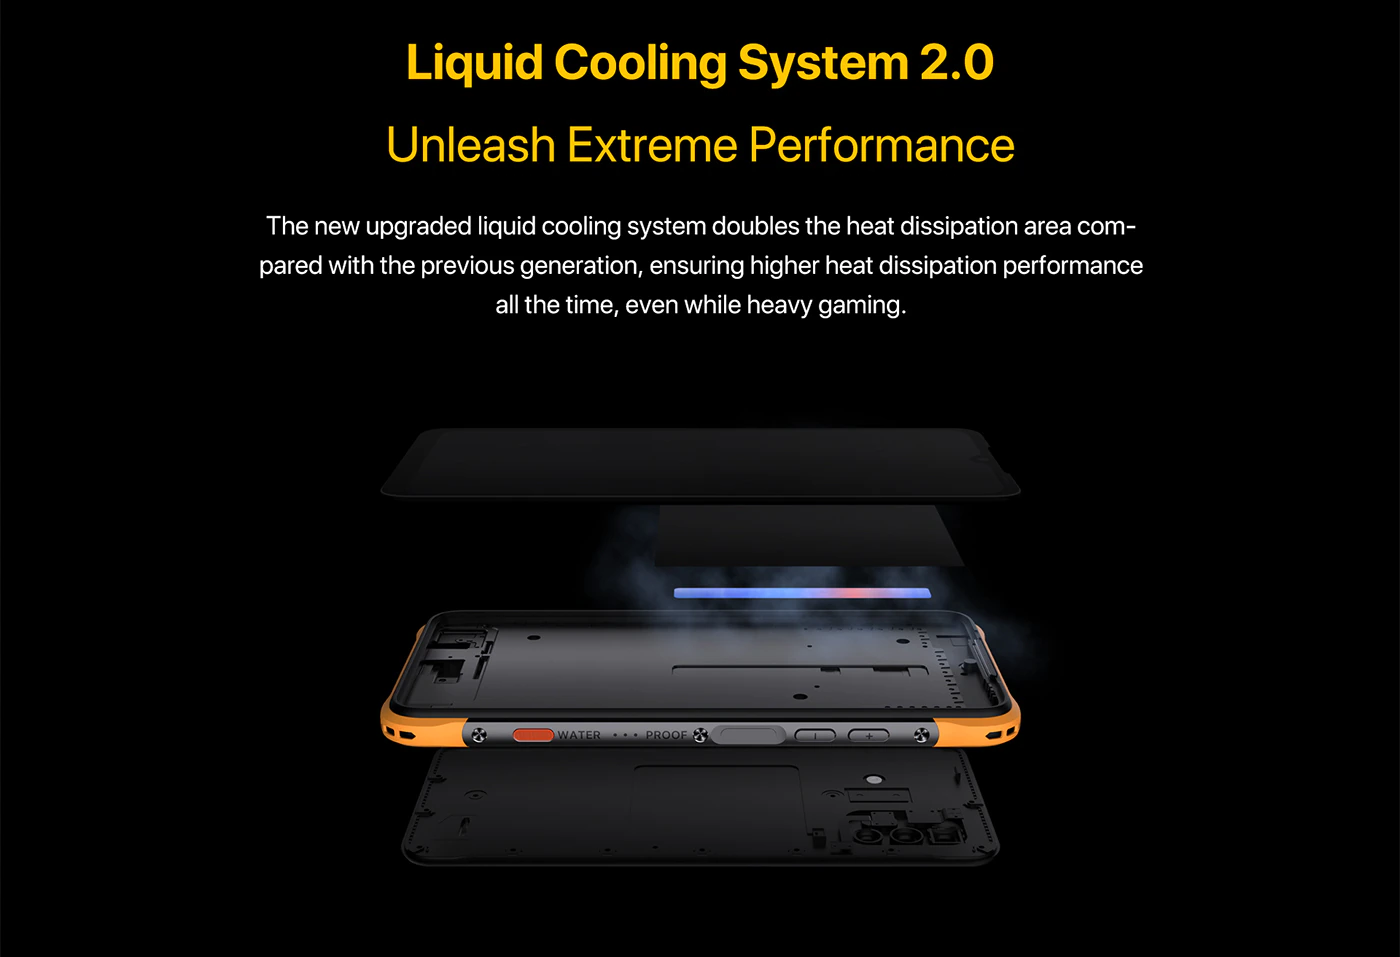 Liquid Cooling System 2.0
Unleash Extreme Performance
The new upgraded liquid cooling system doubles the heat dissipation area com-
pared with the previous generation, ensuring higher heat dissipation performance
all the time, even while heavy gaming.
WATER ••• PROOF